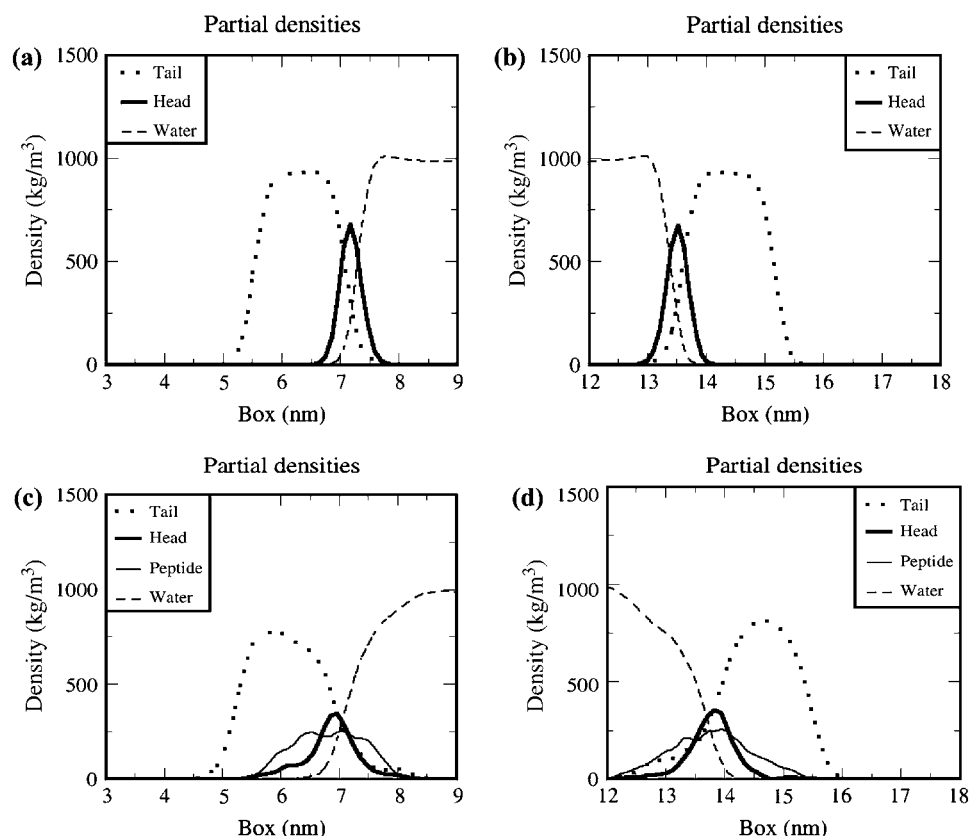 Partial densities
(a)
1500
1000
500
0
Density (kg/m³)
Tail
Head
Water
3 4 5 6 7 8 9
Box (nm)
Partial densities
(b)
1500
1000
500
0
Density (kg/m³)
Tail
Head
Water
12 13 14 15 16 17 18
Box (nm)
Partial densities
(c)
1500
1000
500
0
Density (kg/m³)
Tail
Head
Peptide
Water
3 4 5 6 7 8 9
Box (nm)
Partial densities
(d)
1500
1000
500
0
Density (kg/m³)
Tail
Head
Peptide
Water
12 13 14 15 16 17 18
Box (nm)